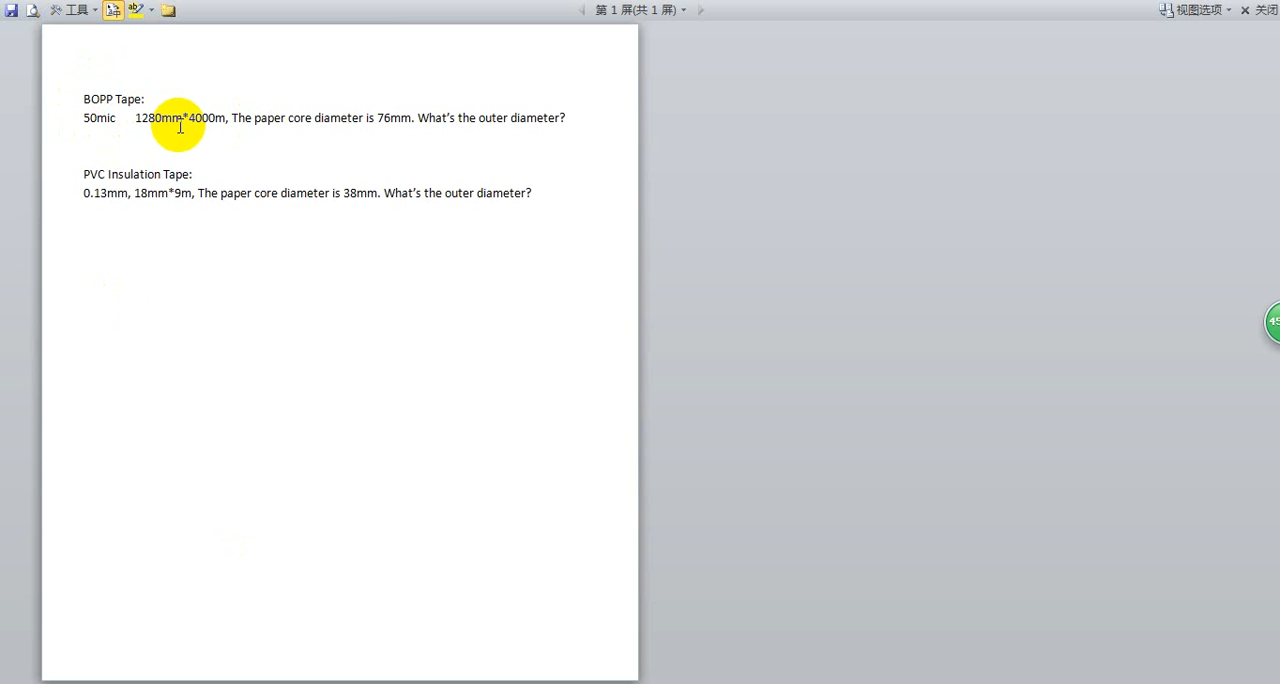 工具 第 1 屏(共 1 屏) 视图选项 关闭
BOPP Tape:
50mic 1280mm*4000m, The paper core diameter is 76mm. What’s the outer diameter?
PVC Insulation Tape:
0.13mm, 18mm*9m, The paper core diameter is 38mm. What’s the outer diameter?